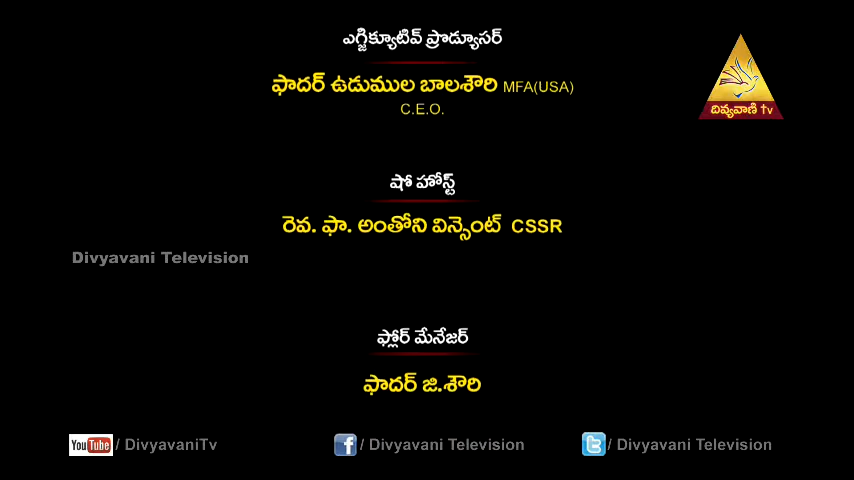 ఎగ్జిక్యూటివ్ ప్రొడ్యూసర్
ఫాదర్ ఉడుముల బాలశౌరి MFA(USA)
C.E.O.
దివ్యవాణి tv
షో హోస్ట్
రెవ. ఫా. అంతోని విన్సెంట్ CSSR
Divyavani Television
ఫ్లోర్ మేనేజర్
ఫాదర్ జి.శౌరి
YouTube / DivyavaniTv
f / Divyavani Television
t / Divyavani Television